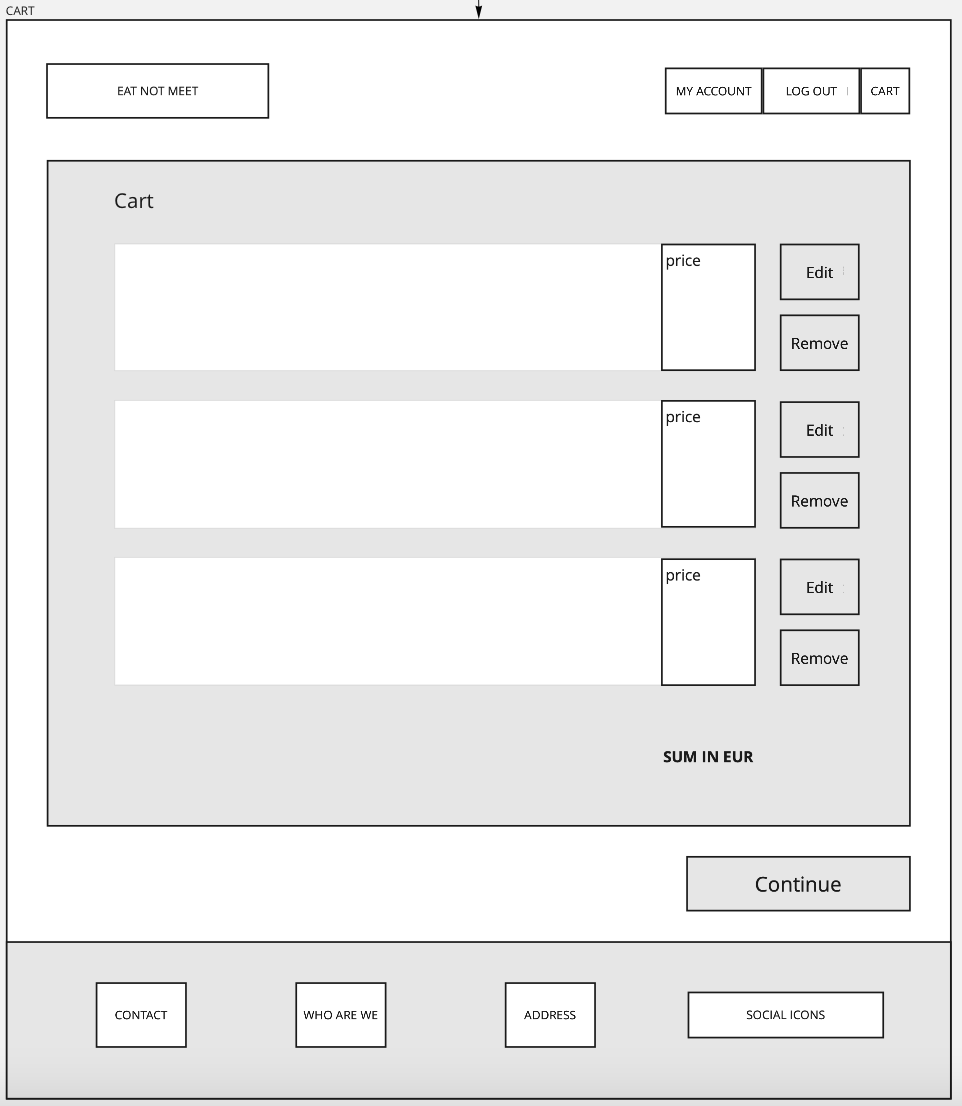 CART
EAT NOT MEET
MY ACCOUNT
LOG OUT
CART
Cart
price
Edit
Remove
price
Edit
Remove
price
Edit
Remove
SUM IN EUR
Continue
CONTACT
WHO ARE WE
ADDRESS
SOCIAL ICONS